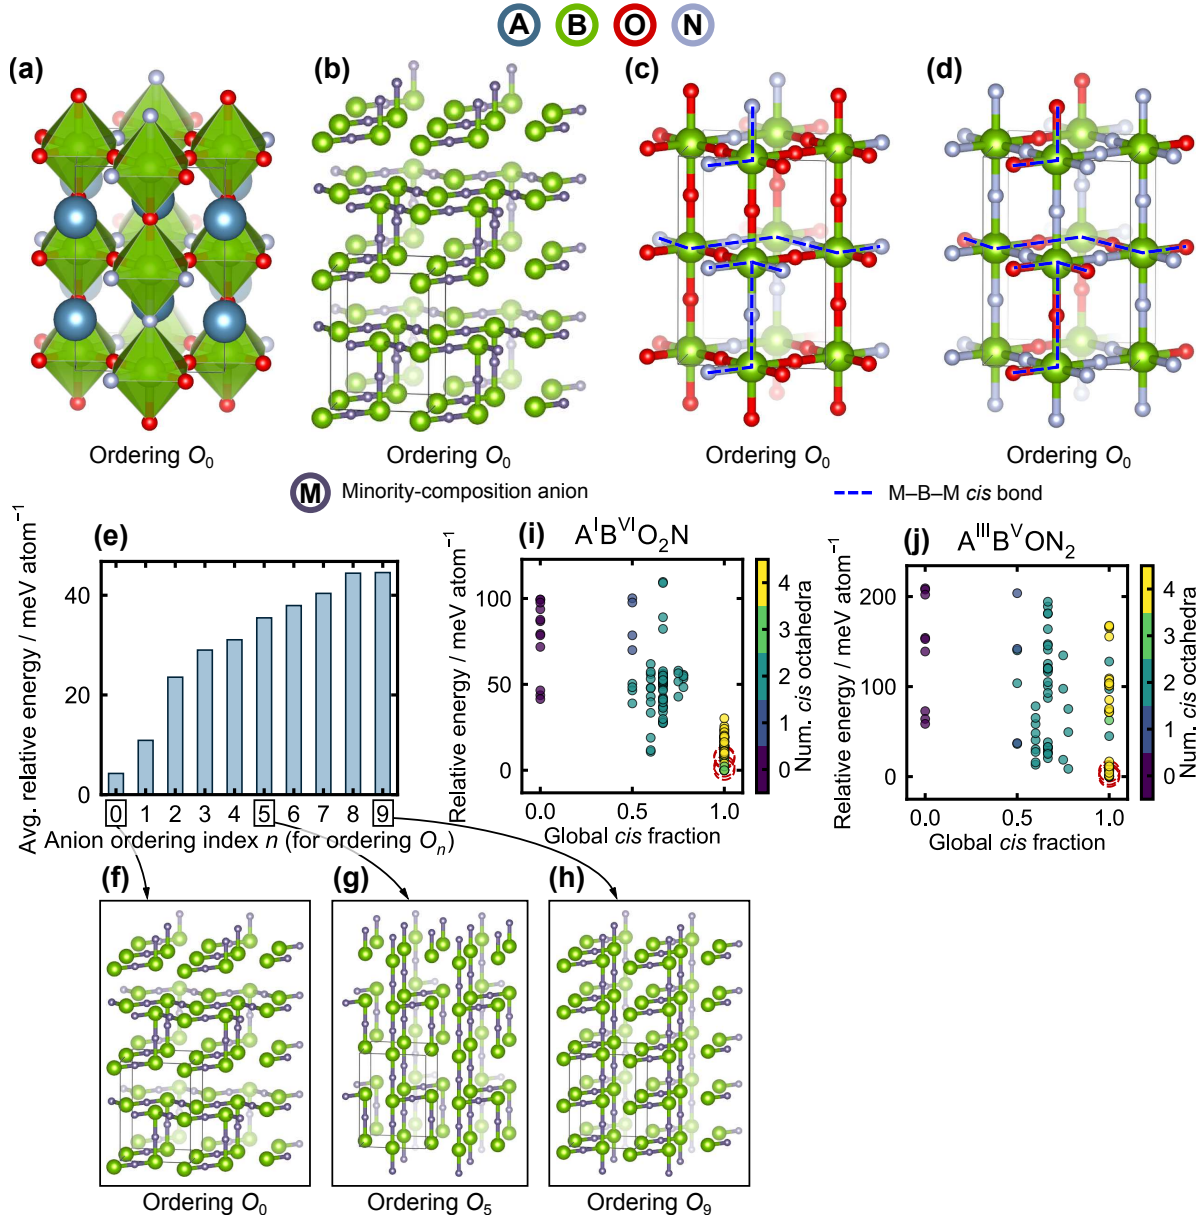 A B O N
(a) (b) (c) (d)
Ordering O₀ Ordering O₀ Ordering O₀ Ordering O₀
M Minority-composition anion M–B–M cis bond
(e)
Avg. relative energy / meV atom⁻¹
40
20
0
0 1 2 3 4 5 6 7 8 9
Anion ordering index n (for ordering Oₙ)
(i) AᴵBⱽᴵO₂N
Relative energy / meV atom⁻¹
100
50
0
0.0 0.5 1.0
Global cis fraction
4
3
2
1
0
Num. cis octahedra
(j) AᴵᴵᴵBⱽON₂
Relative energy / meV atom⁻¹
200
100
0
0.0 0.5 1.0
Global cis fraction
4
3
2
1
0
Num. cis octahedra
(f) (g) (h)
Ordering O₀ Ordering O₅ Ordering O₉